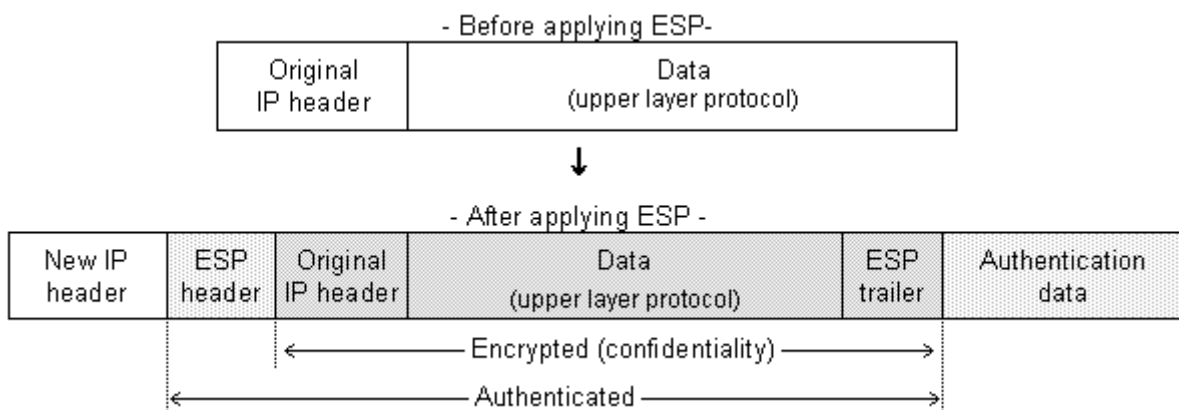 - Before applying ESP-
Original
IP header
Data
(upper layer protocol)
- After applying ESP -
New IP
header
ESP
header
Original
IP header
Data
(upper layer protocol)
ESP
trailer
Authentication
data
Encrypted (confidentiality)
Authenticated